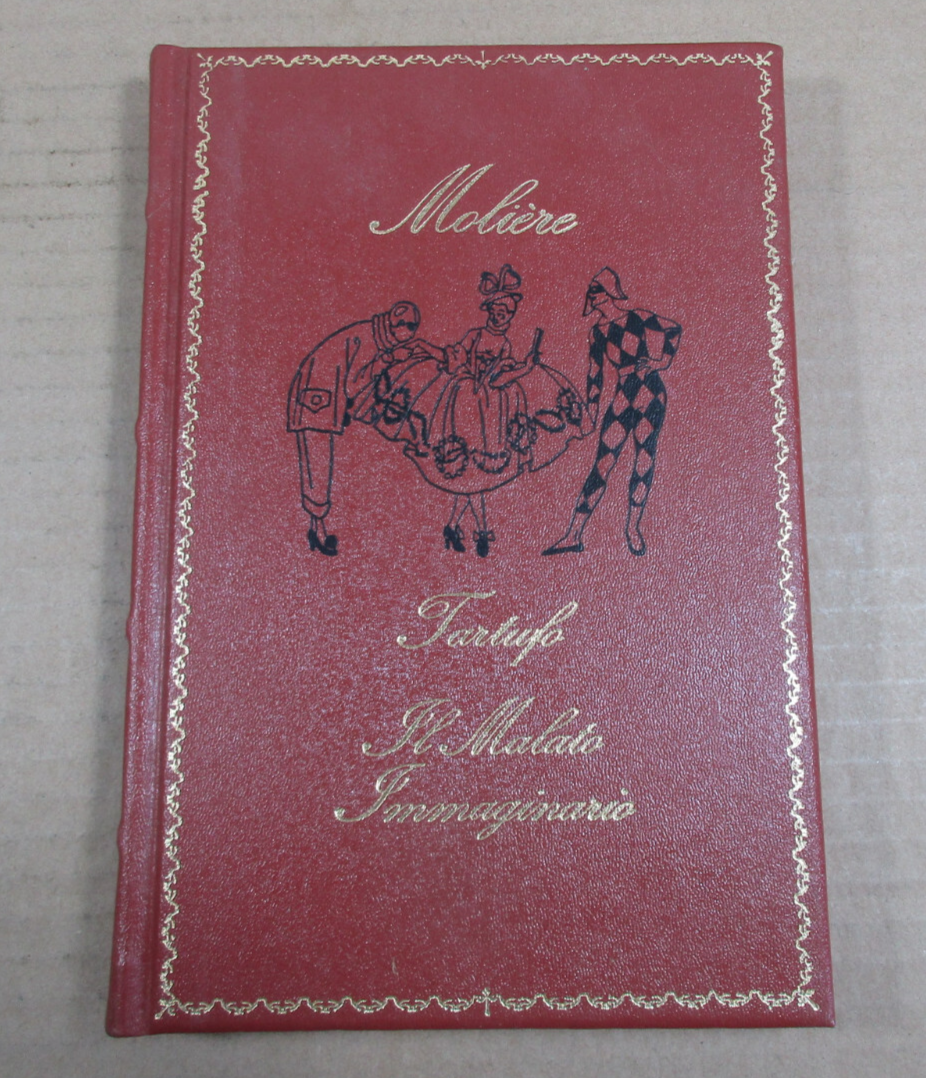 Molière
Tartufo
Il Malato
Immaginario